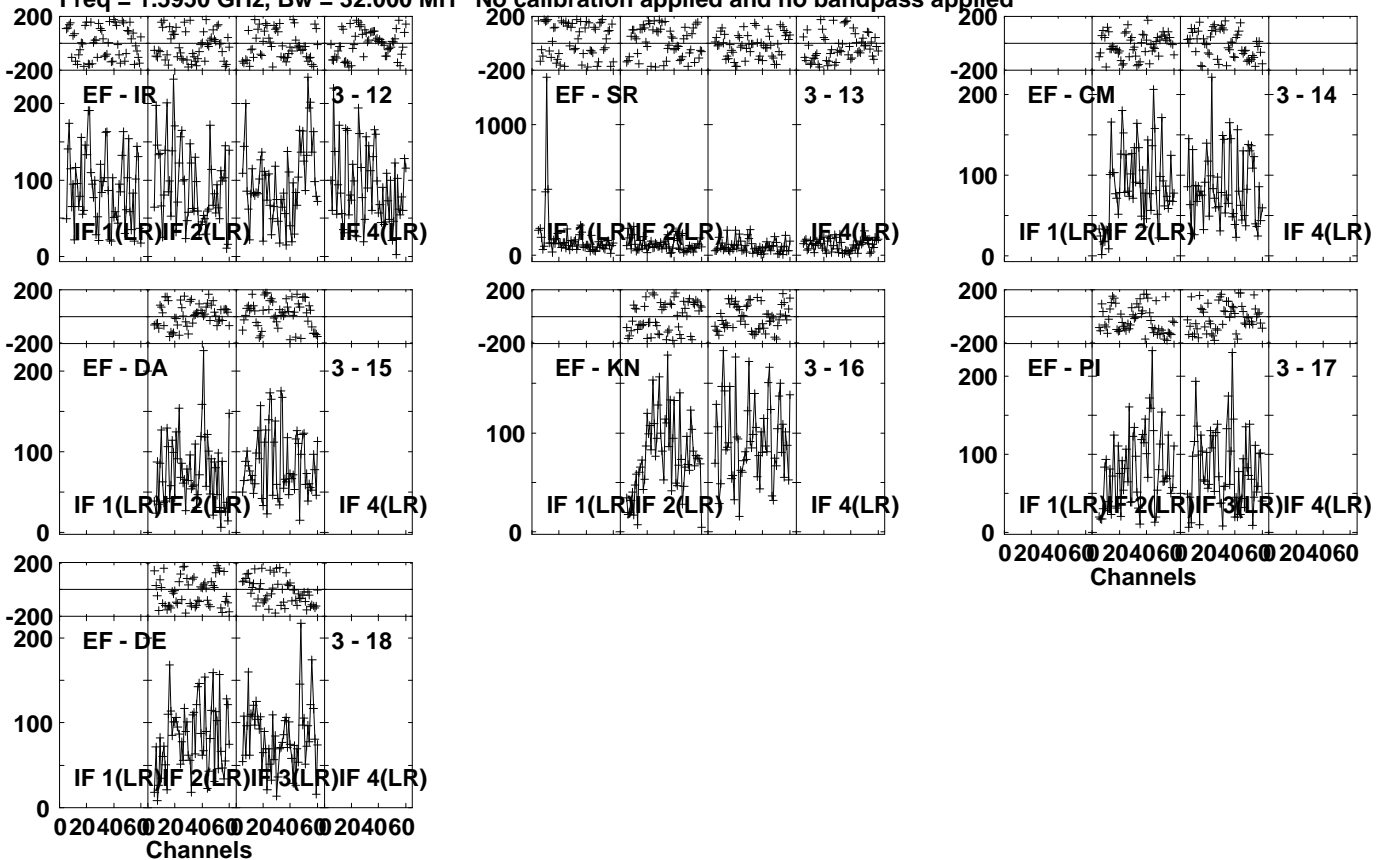 Freq = 1.5950 GHz, Bw = 32.000 MH No calibration applied and no bandpass applied
200
-200
200
100
0
EF - IR
3 - 12
IF 1(LR)
IF 2(LR)
IF 4(LR)
-200
1000
0
EF - SR
3 - 13
IF 1(LR)
IF 2(LR)
IF 4(LR)
200
-200
200
100
0
EF - CM
3 - 14
IF 1(LR)
IF 2(LR)
IF 4(LR)
200
-200
200
100
0
EF - DA
3 - 15
IF 1(LR)
IF 2(LR)
IF 4(LR)
200
-200
100
0
EF - KN
3 - 16
IF 1(LR)
IF 2(LR)
IF 4(LR)
200
-200
200
100
0
EF - PI
3 - 17
IF 1(LR)
IF 2(LR)
IF 3(LR)
IF 4(LR)
0 20 40 60 0 20 40 60 0 20 40 60 0 20 40 60
Channels
200
-200
200
100
0
EF - DE
3 - 18
IF 1(LR)
IF 2(LR)
IF 3(LR)
IF 4(LR)
0 20 40 60 0 20 40 60 0 20 40 60 0 20 40 60
Channels